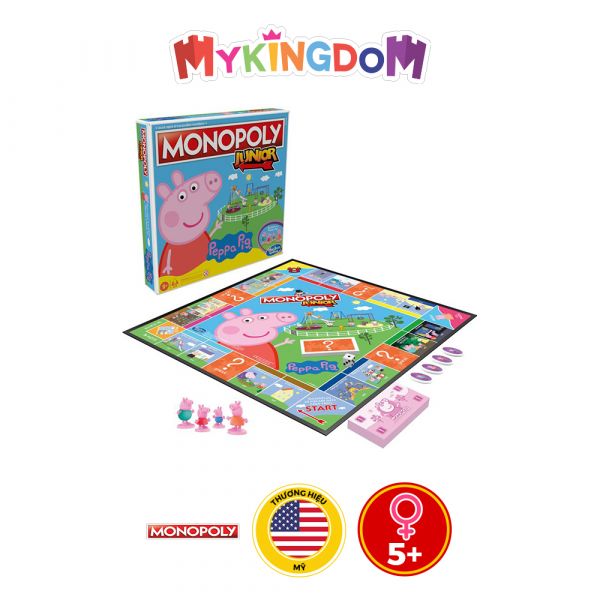 MYKINGDOM
MONOPOLY
JUNIOR
Peppa Pig
MONOPOLY
JUNIOR
?
?
?
?
Peppa Pig
START
MONOPOLY
THƯƠNG HIỆU
MỸ
5+